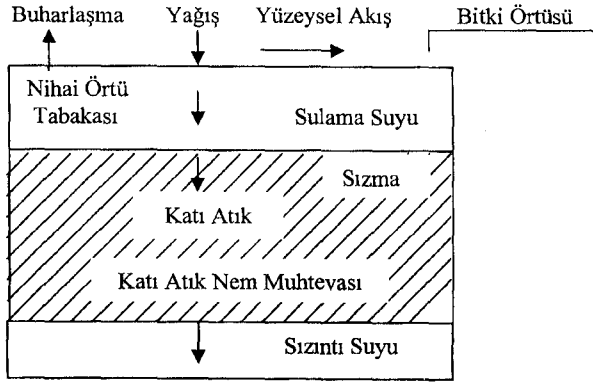 Buharlaşma Yağış Yüzeysel Akış Bitki Örtüsü
Nihai Örtü
Tabakası
Sulama Suyu
Sızma
Katı Atık
Katı Atık Nem Muhtevası
Sızıntı Suyu